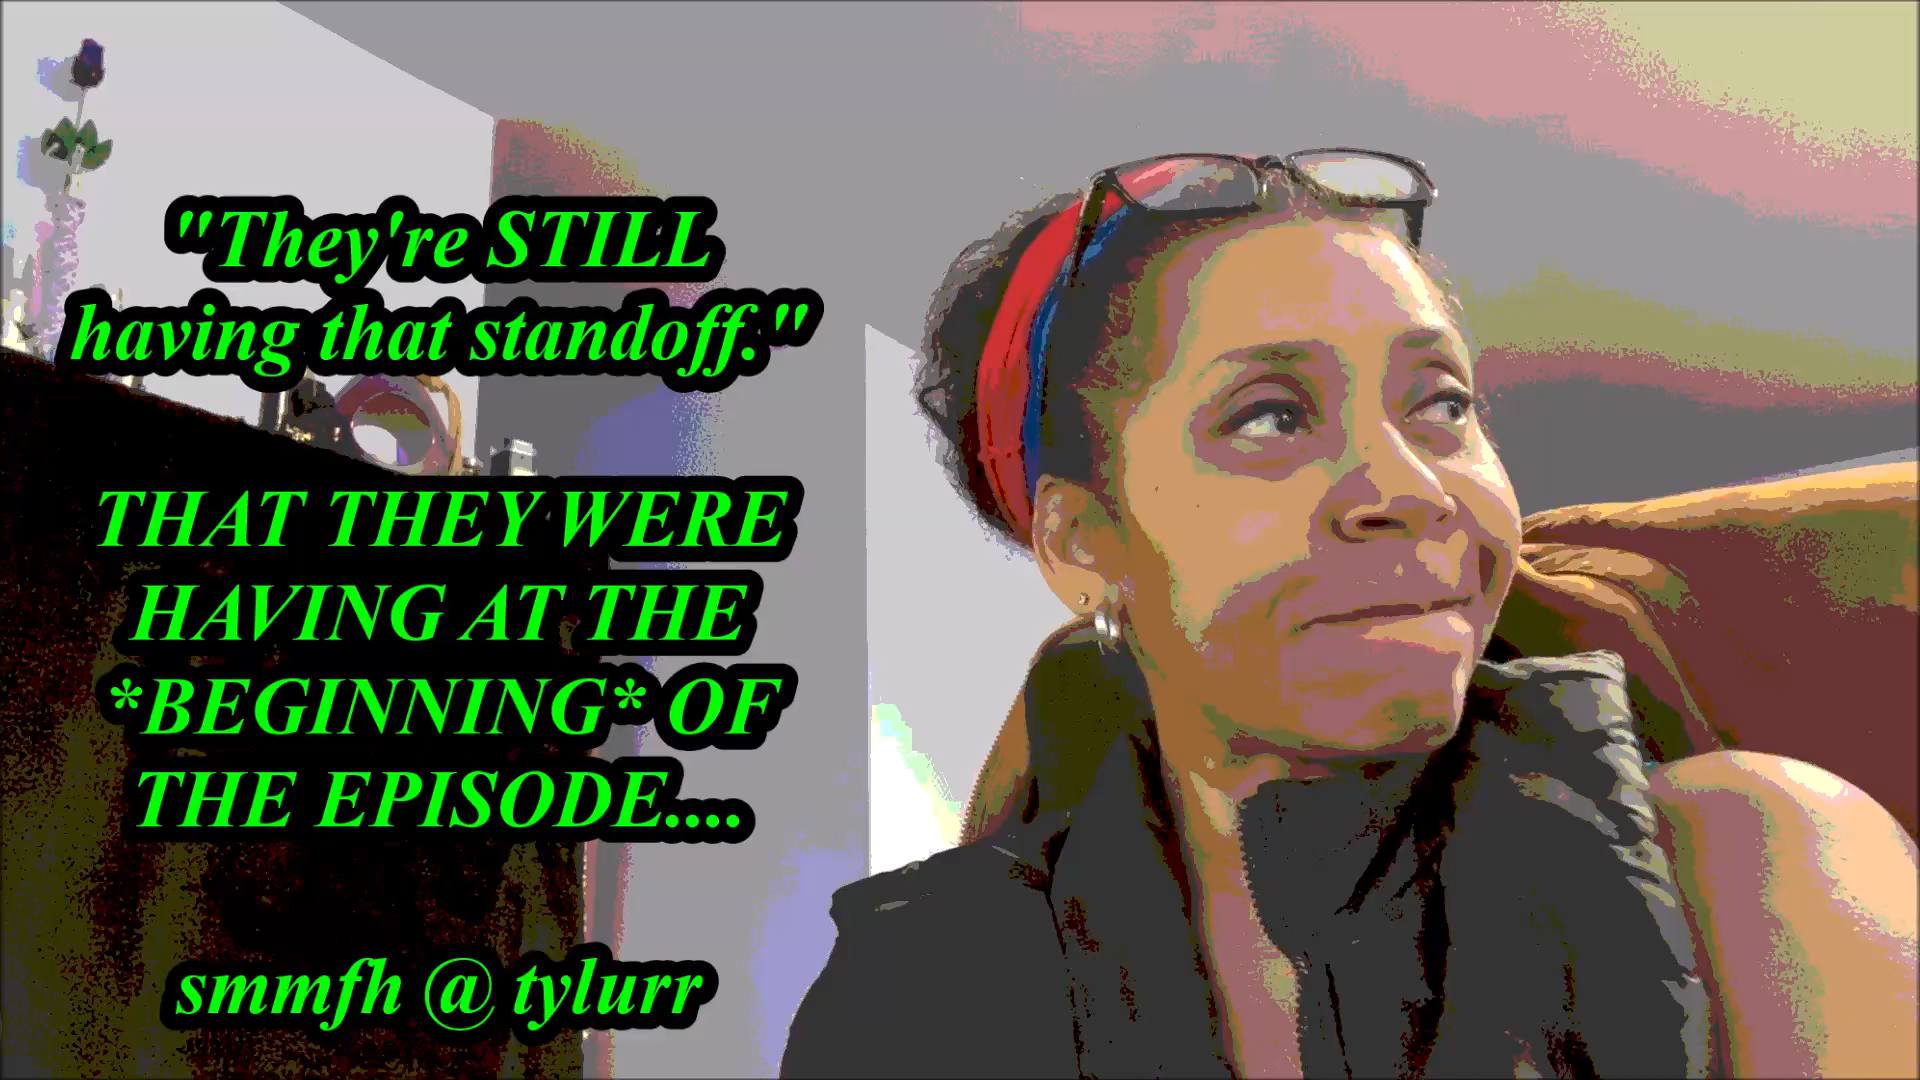 "They're STILL
having that standoff."
THAT THEY WERE
HAVING AT THE
*BEGINNING* OF
THE EPISODE....
smmfh @ tylurr